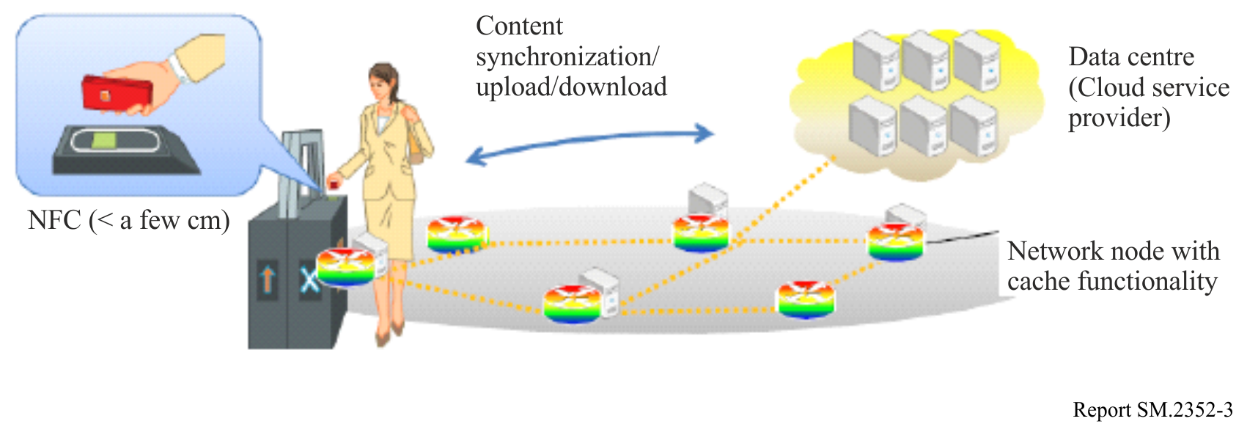 Content
synchronization/
upload/download
Data centre
(Cloud service
provider)
NFC (< a few cm)
Network node with
cache functionality
Report SM.2352-3